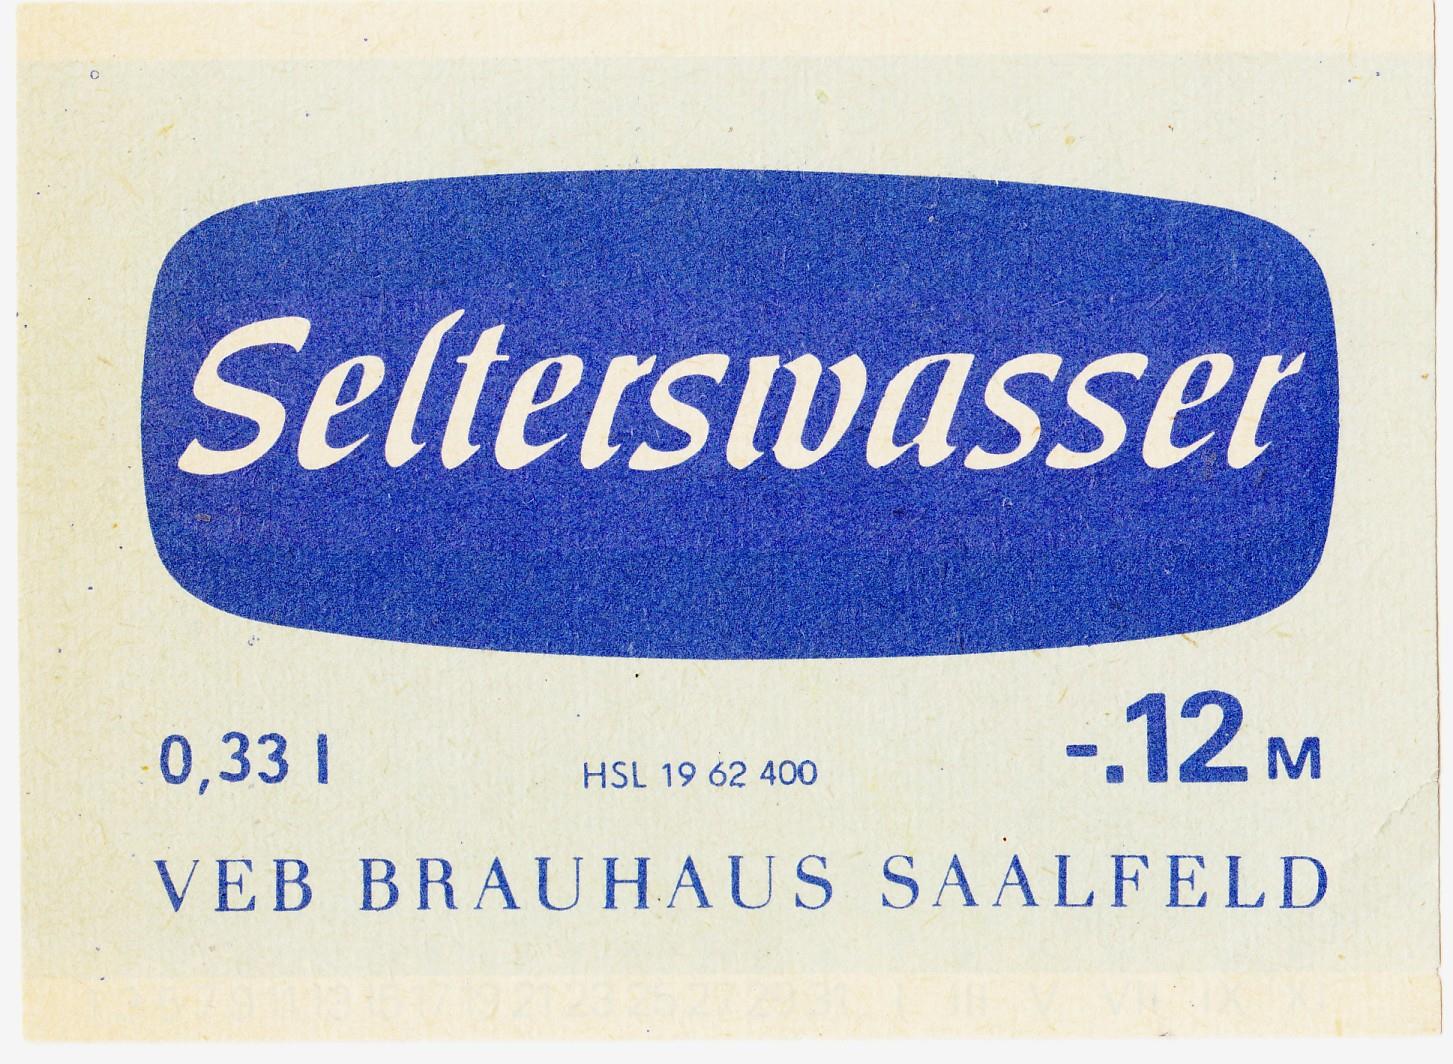 Selterswasser
0,33 l
HSL 19 62 400
-.12 M
VEB BRAUHAUS SAALFELD